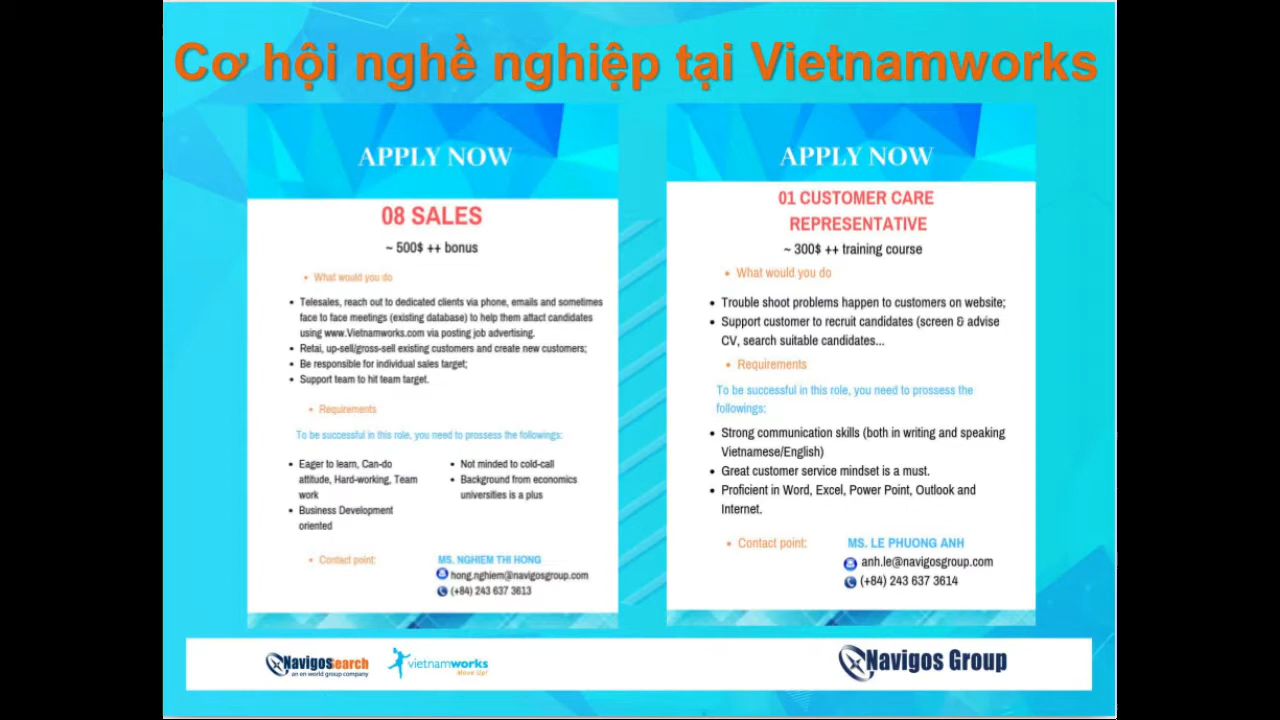 Cơ hội nghề nghiệp tại Vietnamworks
APPLY NOW
08 SALES
~ 500$ ++ bonus
• What would you do
• Telesales, reach out to dedicated clients via phone, emails and sometimes
face to face meetings (existing database) to help them attact candidates
using www.Vietnamworks.com via posting job advertising.
• Retai, up-sell/gross-sell existing customers and create new customers;
• Be responsible for individual sales target;
• Support team to hit team target.
• Requirements
To be successful in this role, you need to prossess the followings:
• Eager to learn, Can-do
attitude, Hard-working, Team
work
• Business Development
oriented
• Not minded to cold-call
• Background from economics
universities is a plus
• Contact point:
MS. NGHIEM THI HONG
hong.nghiem@navigosgroup.com
(+84) 243 637 3613
APPLY NOW
01 CUSTOMER CARE
REPRESENTATIVE
~ 300$ ++ training course
• What would you do
• Trouble shoot problems happen to customers on website;
• Support customer to recruit candidates (screen & advise
CV, search suitable candidates...
• Requirements
To be successful in this role, you need to prossess the
followings:
• Strong communication skills (both in writing and speaking
Vietnamese/English)
• Great customer service mindset is a must.
• Proficient in Word, Excel, Power Point, Outlook and
Internet.
• Contact point:
MS. LE PHUONG ANH
anh.le@navigosgroup.com
(+84) 243 637 3614
Navigos search
an en world group company
vietnamworks
Move Up!
Navigos Group